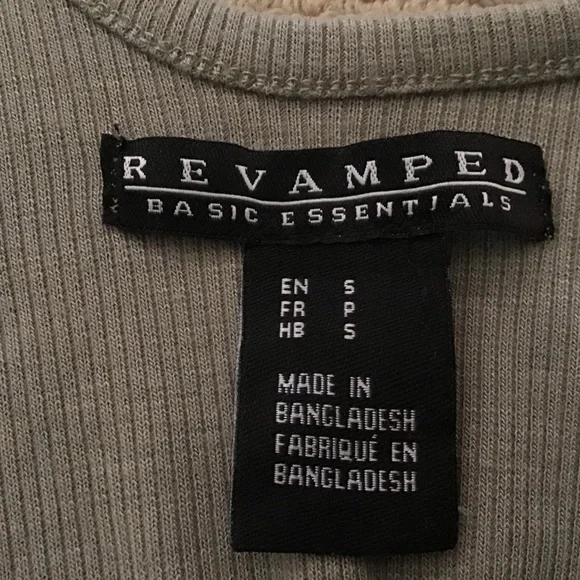 REVAMPED
BASIC ESSENTIALS
EN S
FR P
HB S
MADE IN
BANGLADESH
FABRIQUÉ EN
BANGLADESH